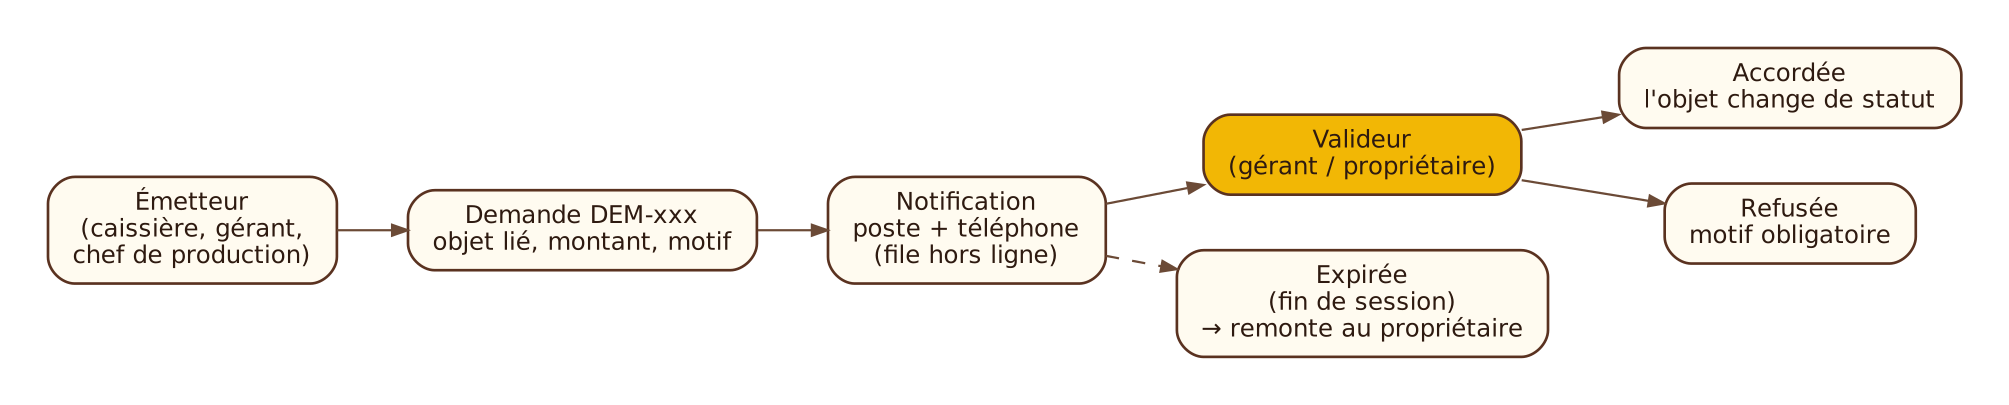 Émetteur
(caissière, gérant,
chef de production)
Demande DEM-xxx
objet lié, montant, motif
Notification
poste + téléphone
(file hors ligne)
Valideur
(gérant / propriétaire)
Expirée
(fin de session)
→ remonte au propriétaire
Accordée
l'objet change de statut
Refusée
motif obligatoire